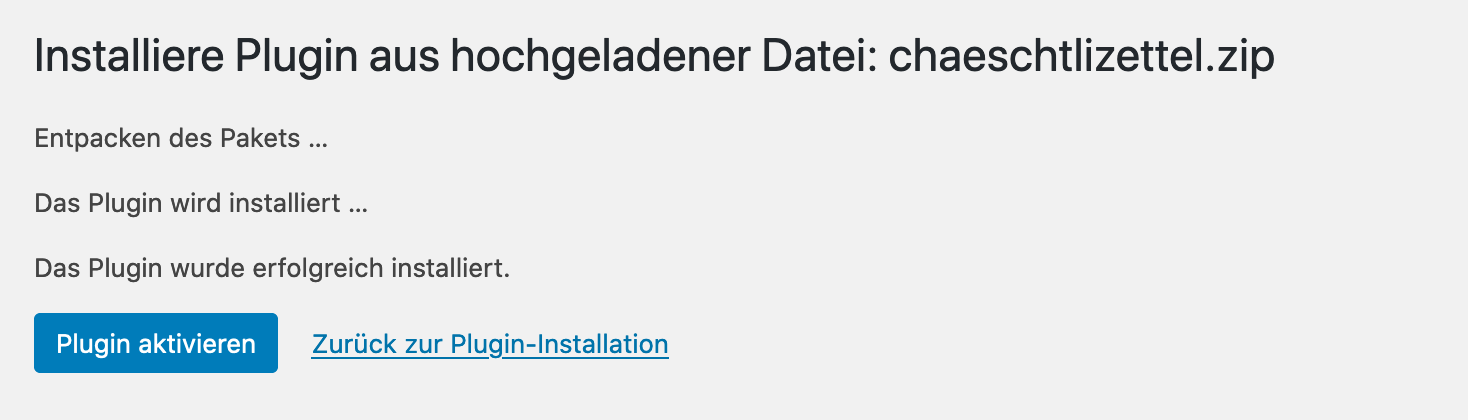 Installiere Plugin aus hochgeladener Datei: chaeschtlizettel.zip
Entpacken des Pakets …
Das Plugin wird installiert …
Das Plugin wurde erfolgreich installiert.
Plugin aktivieren Zurück zur Plugin-Installation